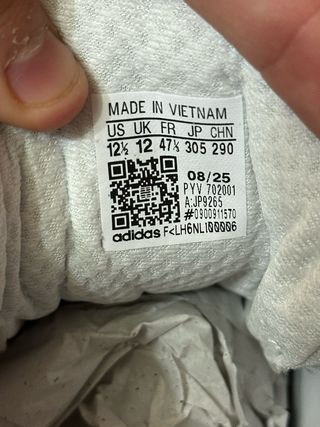 MADE IN VIETNAM
US UK FR JP CHN
12½ 12 47⅓ 305 290
08/25
PYV 702001
A:JP9265
#0900911570
adidas F<LH6NL100006